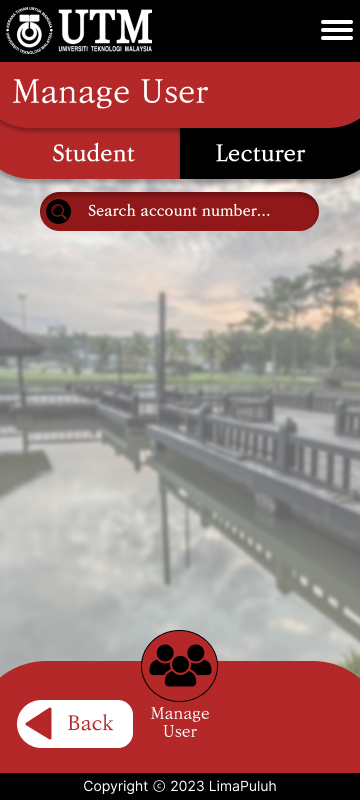 UTM
UNIVERSITI TEKNOLOGI MALAYSIA
Manage User
Student
Lecturer
Search account number...
Manage
User
Back
Copyright © 2023 LimaPuluh